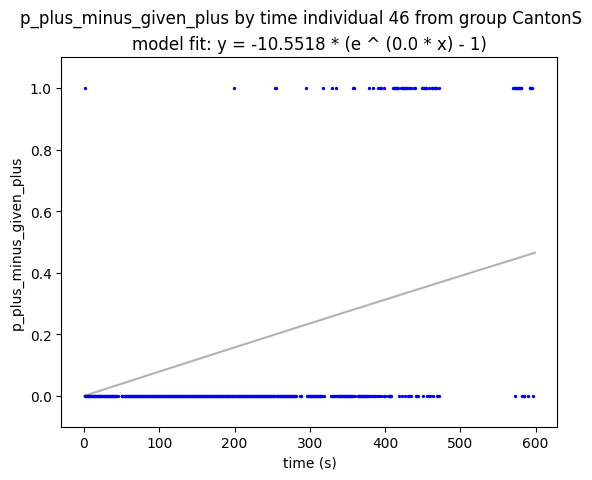 p_plus_minus_given_plus by time individual 46 from group CantonS
model fit: y = -10.5518 * (e ^ (0.0 * x) - 1)
1.0
0.8
0.6
0.4
0.2
0.0
p_plus_minus_given_plus
0 100 200 300 400 500 600
time (s)